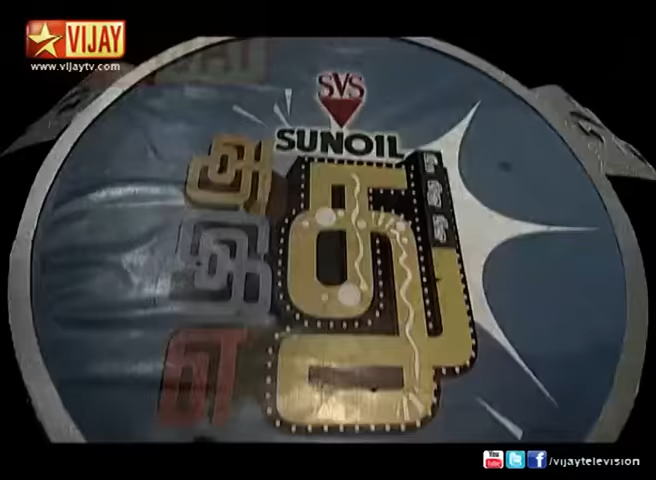 VIJAY
www.vijaytv.com
SVS
SUNOIL
அ
இ
எ
து
/vijaytelevision